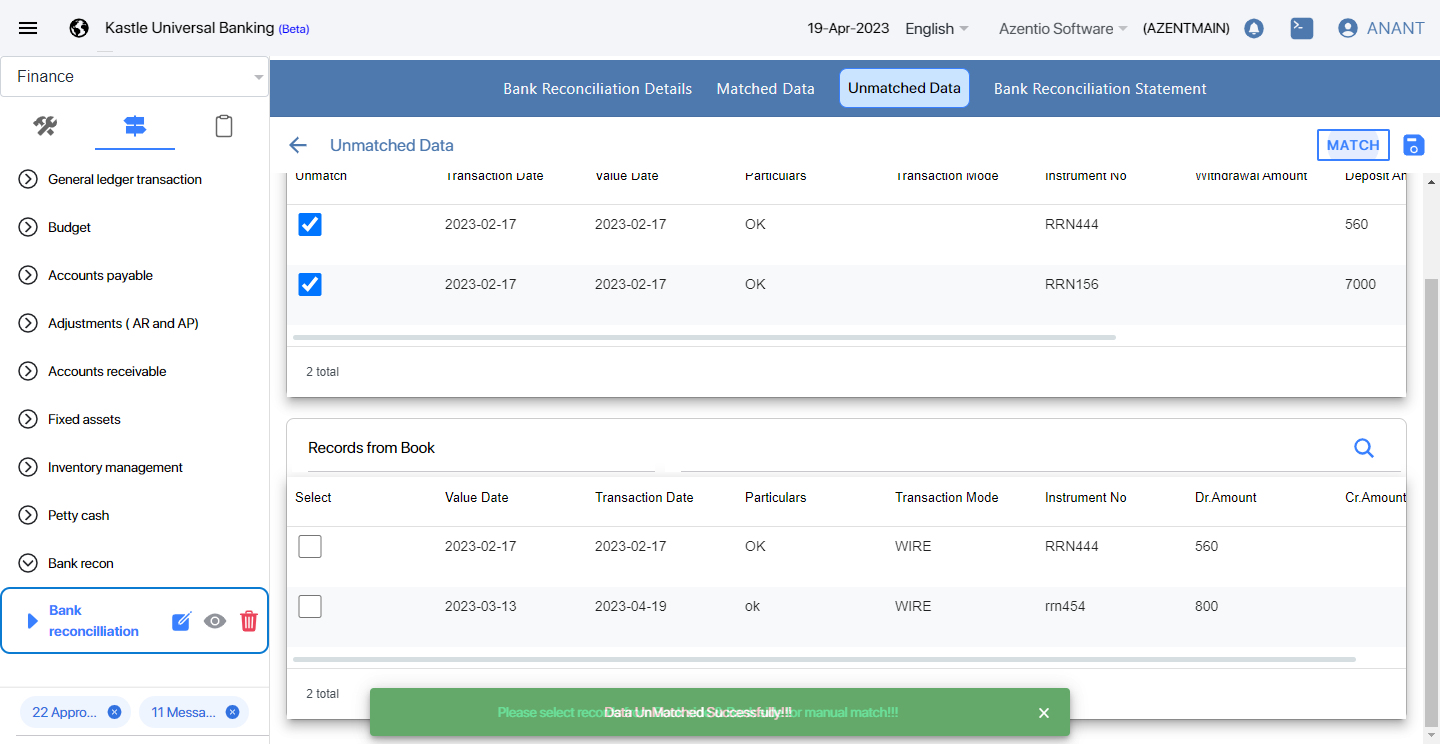 Kastle Universal Banking (Beta)
19-Apr-2023 English Azentio Software (AZENTMAIN) ANANT
Finance
General ledger transaction
Budget
Accounts payable
Adjustments ( AR and AP)
Accounts receivable
Fixed assets
Inventory management
Petty cash
Bank recon
Bank
reconcilliation
22 Appro...
11 Messa...
Bank Reconciliation Details Matched Data Unmatched Data Bank Reconciliation Statement
Unmatched Data
MATCH
Unmatch Transaction Date Value Date Particulars Transaction Mode Instrument No Withdrawal Amount Deposit Am
2023-02-17 2023-02-17 OK RRN444 560
2023-02-17 2023-02-17 OK RRN156 7000
2 total
Records from Book
Select Value Date Transaction Date Particulars Transaction Mode Instrument No Dr.Amount Cr.Amount
2023-02-17 2023-02-17 OK WIRE RRN444 560
2023-03-13 2023-04-19 ok WIRE rrn454 800
2 total
Please select for manual match!!!
Data UnMatched Successfully!!!